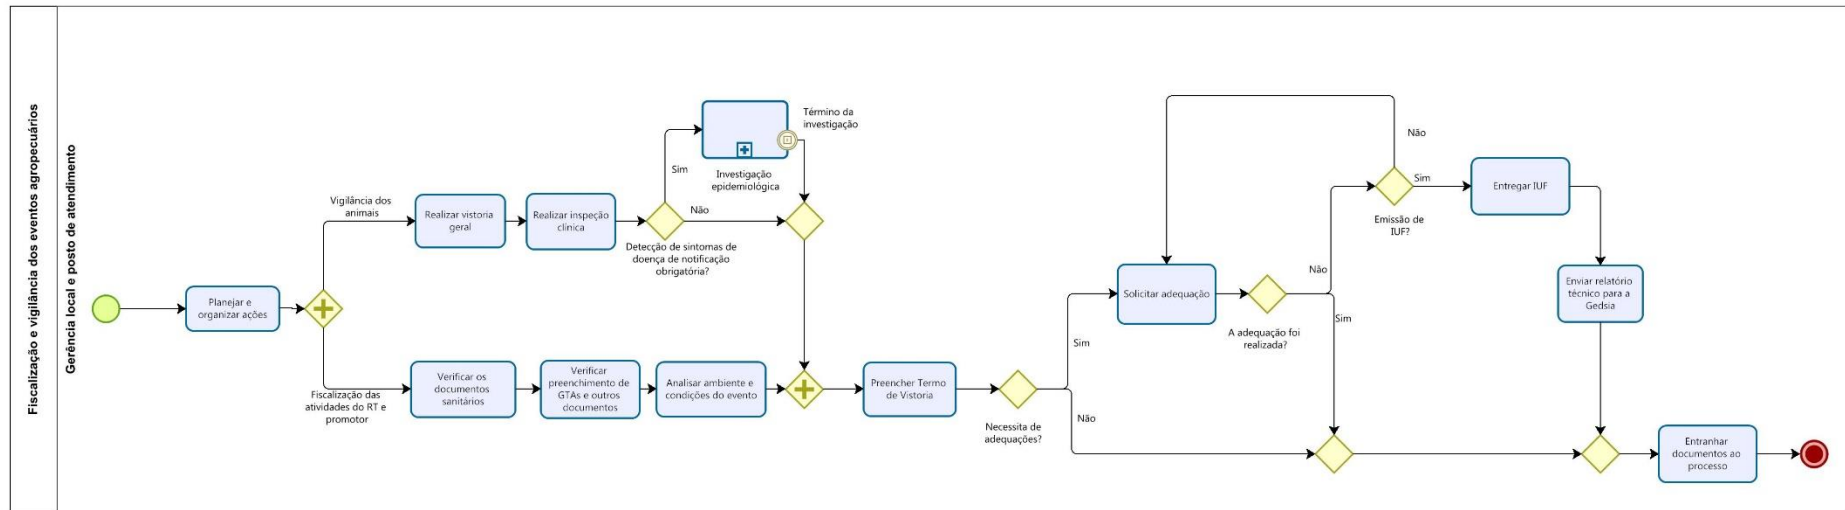 Fiscalização e vigilância dos eventos agropecuários
Gerência local e posto de atendimento
Planejar e
organizar ações
Vigilância dos
animais
Realizar vistoria
geral
Realizar inspeção
clínica
Sim
Não
Detecção de sintomas de
doença de notificação
obrigatória?
Investigação
epidemiológica
Término da
investigação
Fiscalização das
atividades do RT e
promotor
Verificar os
documentos
sanitários
Verificar
preenchimento de
GTAs e outros
documentos
Analisar ambiente e
condições do evento
Preencher Termo
de Vistoria
Necessita de
adequações?
Sim
Não
Solicitar adequação
A adequação foi
realizada?
Não
Sim
Emissão de
IUF?
Não
Sim
Entregar IUF
Enviar relatório
técnico para a
Gedsia
Entranhar
documentos ao
processo